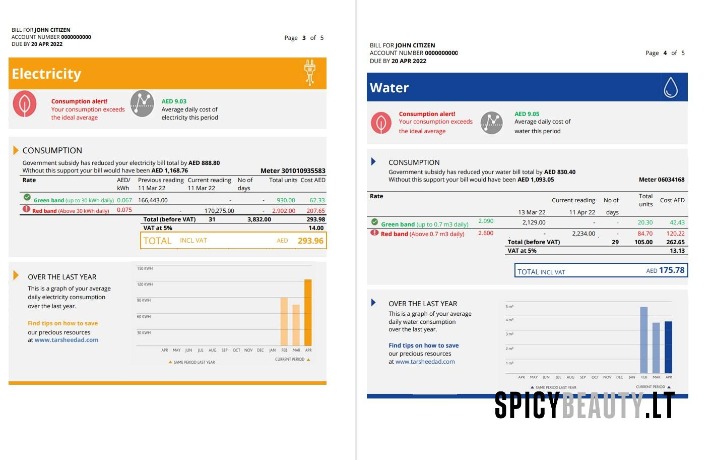 BILL FOR JOHN CITIZEN
ACCOUNT NUMBER 0000000000
DUE BY 20 APR 2022
Page 3 of 5
Electricity
Consumption alert!
Your consumption exceeds
the ideal average
AED 9.03
Average daily cost of
electricity this period
CONSUMPTION
Government subsidy has reduced your electricity bill total by AED 888.80
Without this support your bill would have been AED 1,168.76
Meter 301010935583
Rate AED/ kWh Previous reading 11 Mar 22 Current reading 11 Mar 22 No of days Total units Cost AED
Green band (up to 30 kWh daily) 0.067 166,443.00 - - 930.00 62.33
Red band (Above 30 kWh daily) 0.075 170,275.00 - 2,902.00 207.65
Total (before VAT) 31 3,832.00 293.98
VAT at 5% 14.00
TOTAL INCL VAT AED 293.96
OVER THE LAST YEAR
This is a graph of your average
daily electricity consumption
over the last year.
Find tips on how to save
our precious resources
at www.tarsheedad.com
APR MAY JUN JUL AUG SEP OCT NOV DEC JAN FEB MAR APR
SAME PERIOD LAST YEAR
CURRENT PERIOD
BILL FOR JOHN CITIZEN
ACCOUNT NUMBER 0000000000
DUE BY 20 APR 2022
Page 4 of 5
Water
Consumption alert!
Your consumption exceeds
the ideal average
AED 9.05
Average daily cost of
water this period
CONSUMPTION
Government subsidy has reduced your water bill total by AED 830.40
Without this support your bill would have been AED 1,093.05
Meter 06034168
Rate Current reading No of Total units Cost AED
13 Mar 22 11 Apr 22 days
Green band (up to 0.7 m3 daily) 2.090 2,129.00 - - 20.30 42.43
Red band (Above 0.7 m3 daily) 2.600 - 2,234.00 - 84.70 120.22
Total (before VAT) 29 105.00 262.65
VAT at 5% 13.13
TOTAL INCL VAT AED 175.78
OVER THE LAST YEAR
This is a graph of your average
daily water consumption
over the last year.
Find tips on how to save
our precious resources
at www.tarsheedad.com
APR MAY JUN JUL AUG SEP OCT NOV DEC JAN FEB MAR APR
SAME PERIOD LAST YEAR
CURRENT PERIOD
SPICYBEAUTY.LT